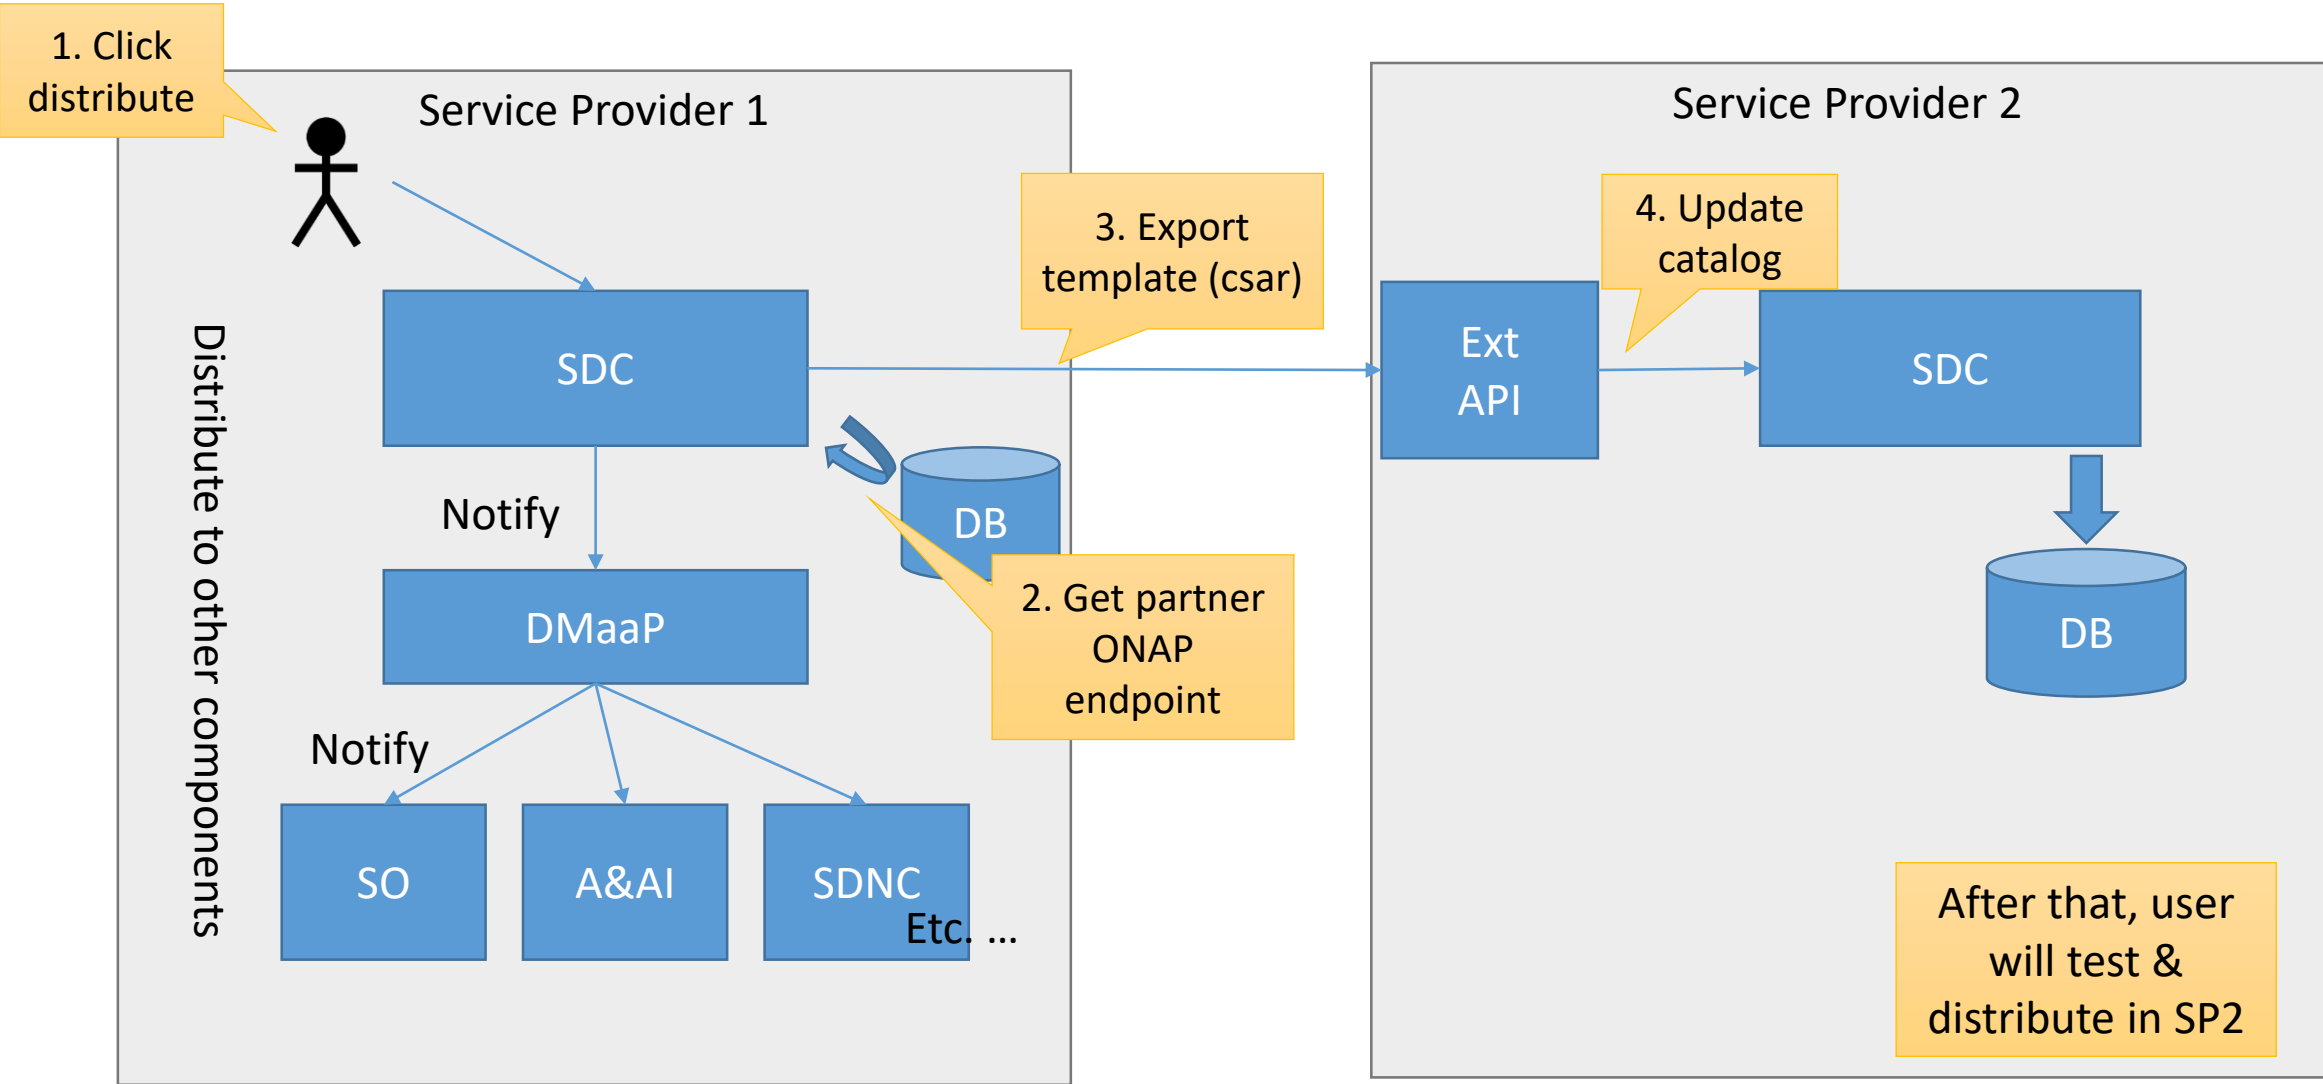 1. Click
distribute
Service Provider 1
Service Provider 2
3. Export
template (csar)
4. Update
catalog
SDC
Ext
API
SDC
Distribute to other components
Notify
DB
2. Get partner
ONAP
endpoint
DMaaP
DB
Notify
SO
A&AI
SDNC
Etc. ...
After that, user
will test &
distribute in SP2